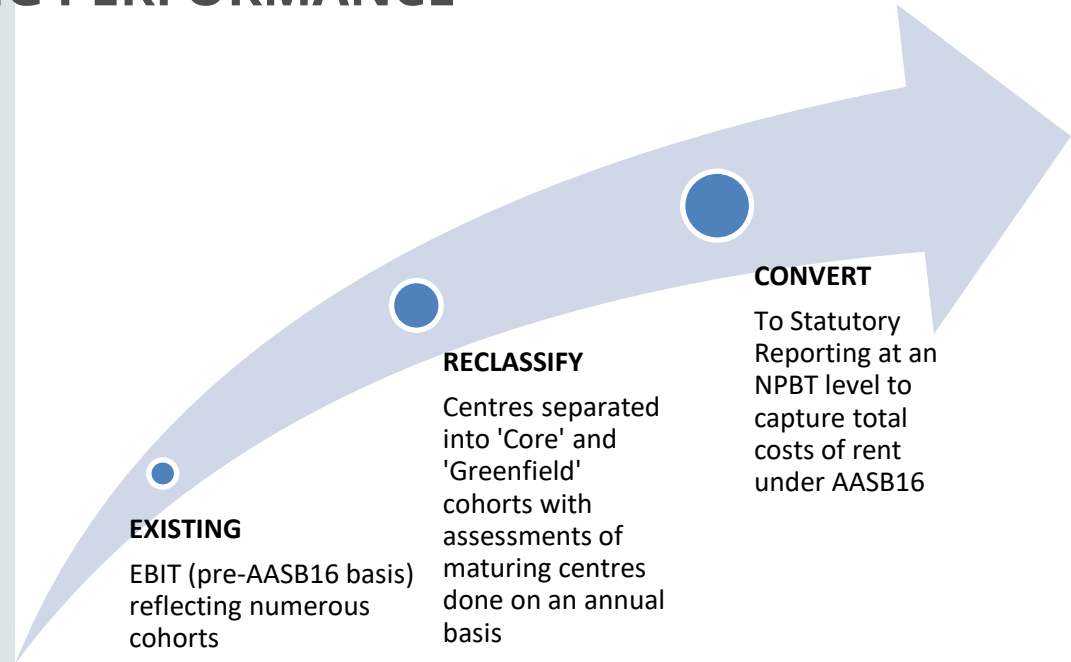 PERFORMANCE
EXISTING
EBIT (pre-AASB16 basis)
reflecting numerous
cohorts
RECLASSIFY
Centres separated
into 'Core' and
'Greenfield'
cohorts with
assessments of
maturing centres
done on an annual
basis
CONVERT
To Statutory
Reporting at an
NPBT level to
capture total
costs of rent
under AASB16